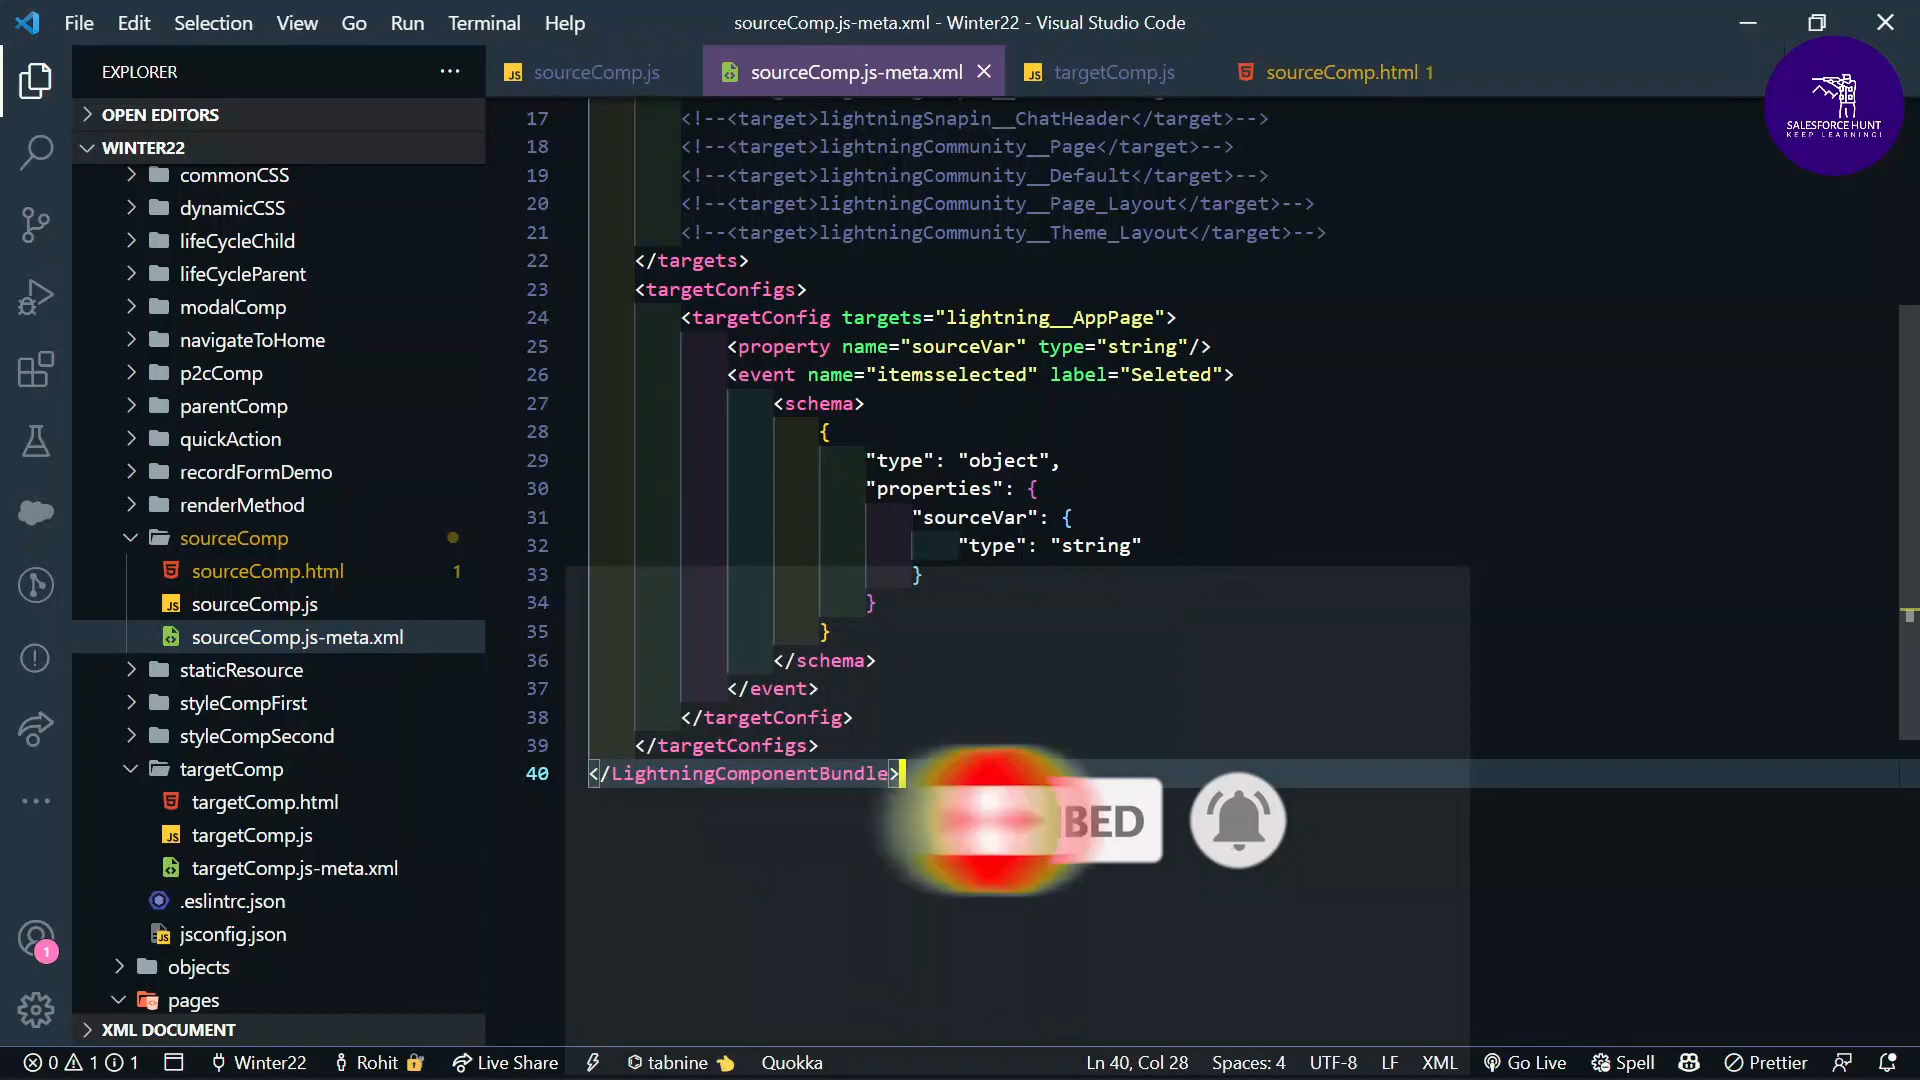 File Edit Selection View Go Run Terminal Help
sourceComp.js-meta.xml - Winter22 - Visual Studio Code
EXPLORER
sourceComp.js
sourceComp.js-meta.xml
targetComp.js
sourceComp.html 1
SALESFORCE HUNT
KEEP LEARNING!
OPEN EDITORS
WINTER22
commonCSS
dynamicCSS
lifeCycleChild
lifeCycleParent
modalComp
navigateToHome
p2cComp
parentComp
quickAction
recordFormDemo
renderMethod
sourceComp
sourceComp.html 1
sourceComp.js
sourceComp.js-meta.xml
staticResource
styleCompFirst
styleCompSecond
targetComp
targetComp.html
targetComp.js
targetComp.js-meta.xml
.eslintrc.json
jsconfig.json
objects
pages
XML DOCUMENT
1
17 <!--<target>lightningSnapin__ChatHeader</target>-->
18 <!--<target>lightningCommunity__Page</target>-->
19 <!--<target>lightningCommunity__Default</target>-->
20 <!--<target>lightningCommunity__Page_Layout</target>-->
21 <!--<target>lightningCommunity__Theme_Layout</target>-->
22 </targets>
23 <targetConfigs>
24 <targetConfig targets="lightning__AppPage">
25 <property name="sourceVar" type="string"/>
26 <event name="itemsselected" label="Seleted">
27 <schema>
28 {
29 "type": "object",
30 "properties": {
31 "sourceVar": {
32 "type": "string"
33 }
34 }
35 }
36 </schema>
37 </event>
38 </targetConfig>
39 </targetConfigs>
40 </LightningComponentBundle>
BED
0 1 1 Winter22 Rohit Live Share tabnine Quokka Ln 40, Col 28 Spaces: 4 UTF-8 LF XML Go Live Spell Prettier